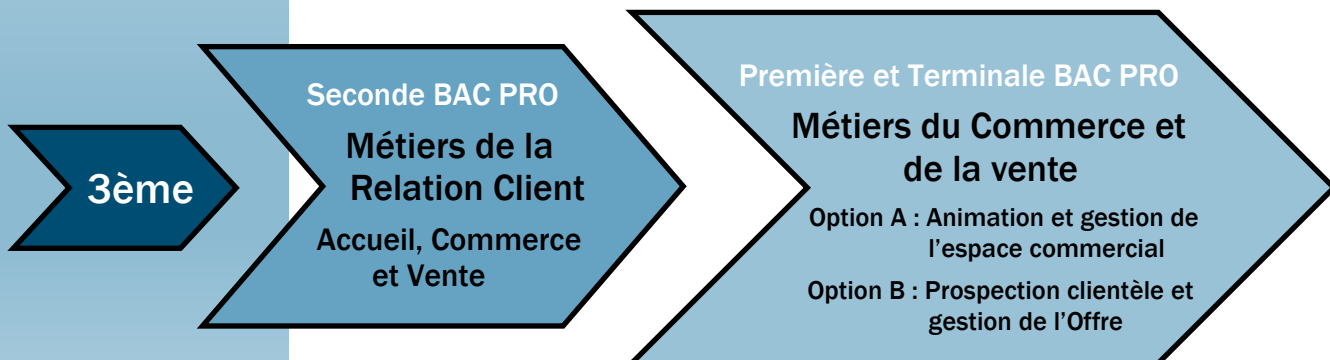 3ème
Seconde BAC PRO
Métiers de la
Relation Client
Accueil, Commerce
et Vente
Première et Terminale BAC PRO
Métiers du Commerce et
de la vente
Option A : Animation et gestion de
l'espace commercial
Option B : Prospection clientèle et
gestion de l'Offre